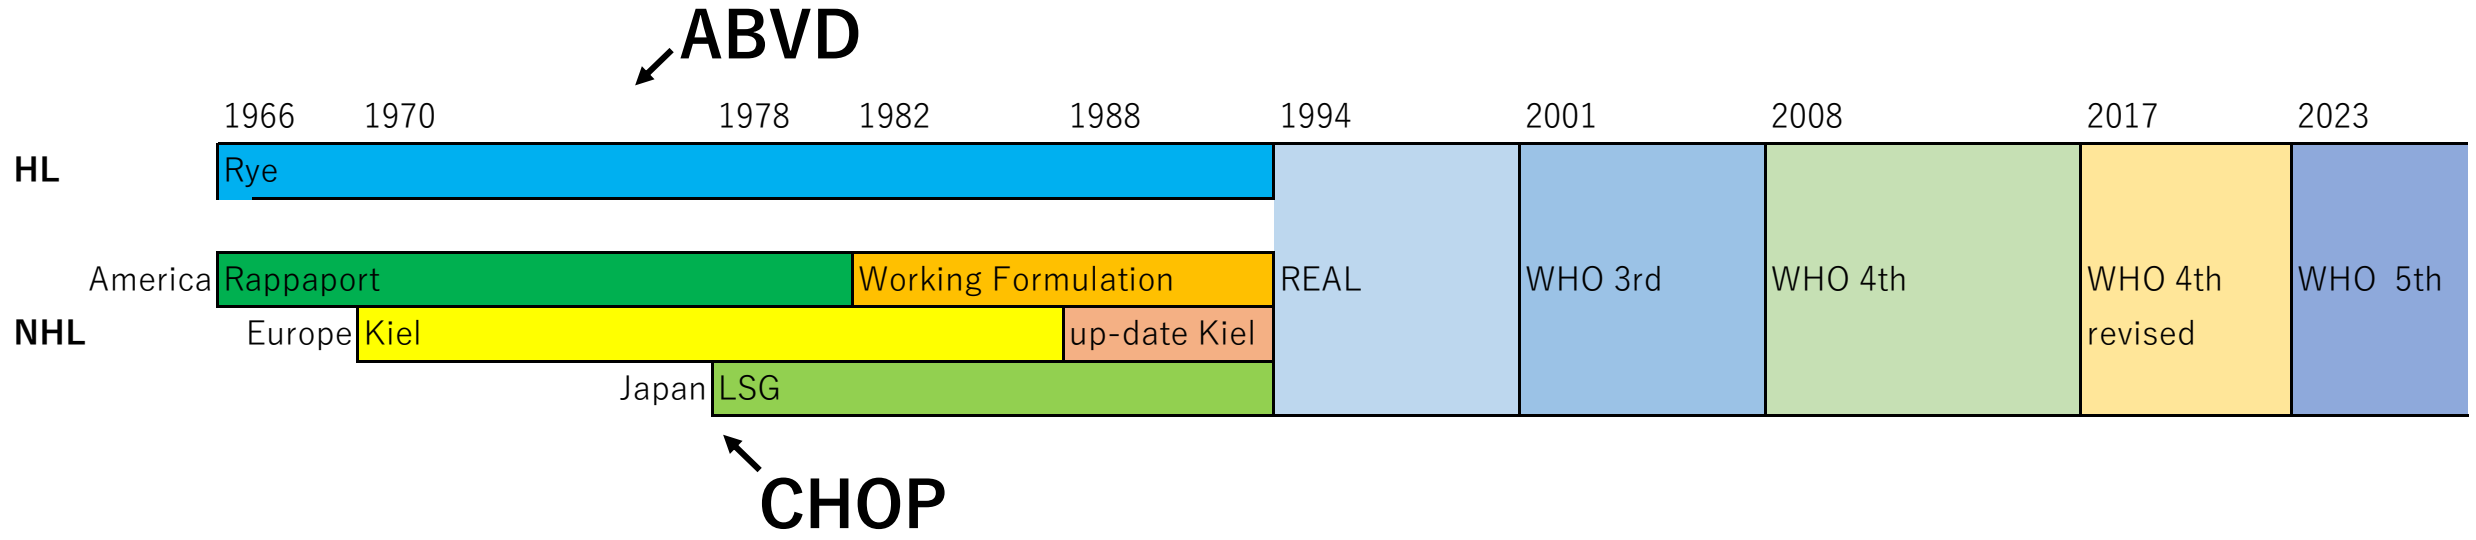 ABVD
1966 1970 1978 1982 1988 1994 2001 2008 2017 2023
HL Rye
America Rappaport Working Formulation REAL WHO 3rd WHO 4th WHO 4th WHO 5th
NHL Europe Kiel up-date Kiel revised
Japan LSG
CHOP